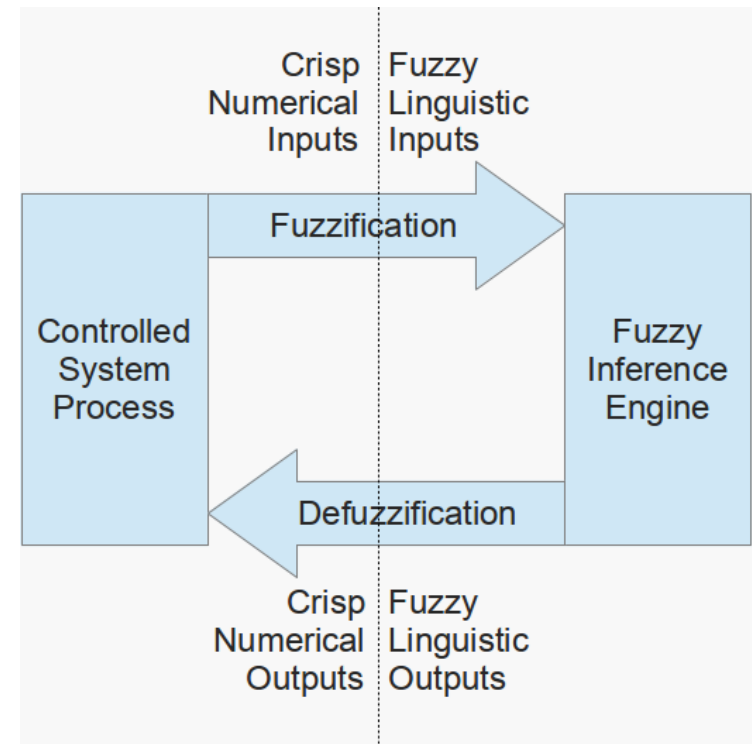 Crisp
Numerical
Inputs
Fuzzy
Linguistic
Inputs
Fuzzification
Controlled
System
Process
Fuzzy
Inference
Engine
Defuzzification
Crisp
Numerical
Outputs
Fuzzy
Linguistic
Outputs